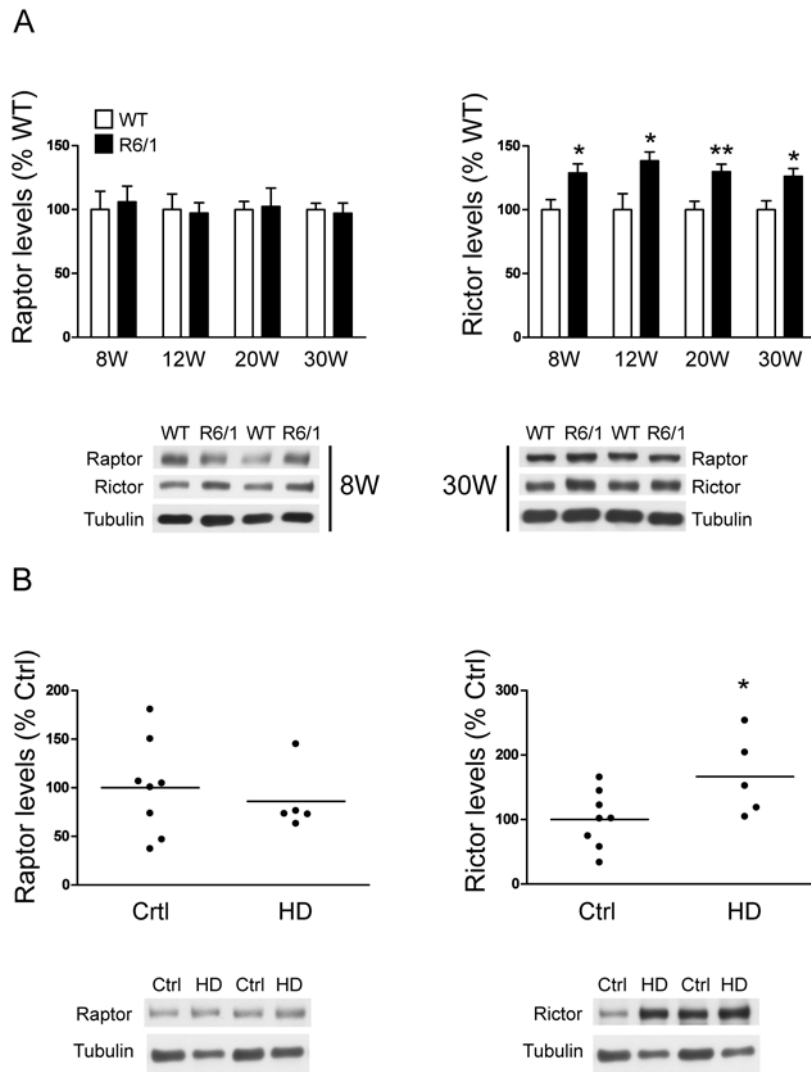 A
Raptor levels (% WT)
WT
R6/1
150
100
50
0
8W 12W 20W 30W
Rictor levels (% WT)
150
100
50
0
* * ** *
8W 12W 20W 30W
WT R6/1 WT R6/1
Raptor
Rictor
Tubulin
8W
30W
WT R6/1 WT R6/1
Raptor
Rictor
Tubulin
B
Raptor levels (% Ctrl)
200
150
100
50
0
Crtl HD
Rictor levels (% Ctrl)
300
200
100
0
*
Ctrl HD
Ctrl HD Ctrl HD
Raptor
Tubulin
Ctrl HD Ctrl HD
Rictor
Tubulin